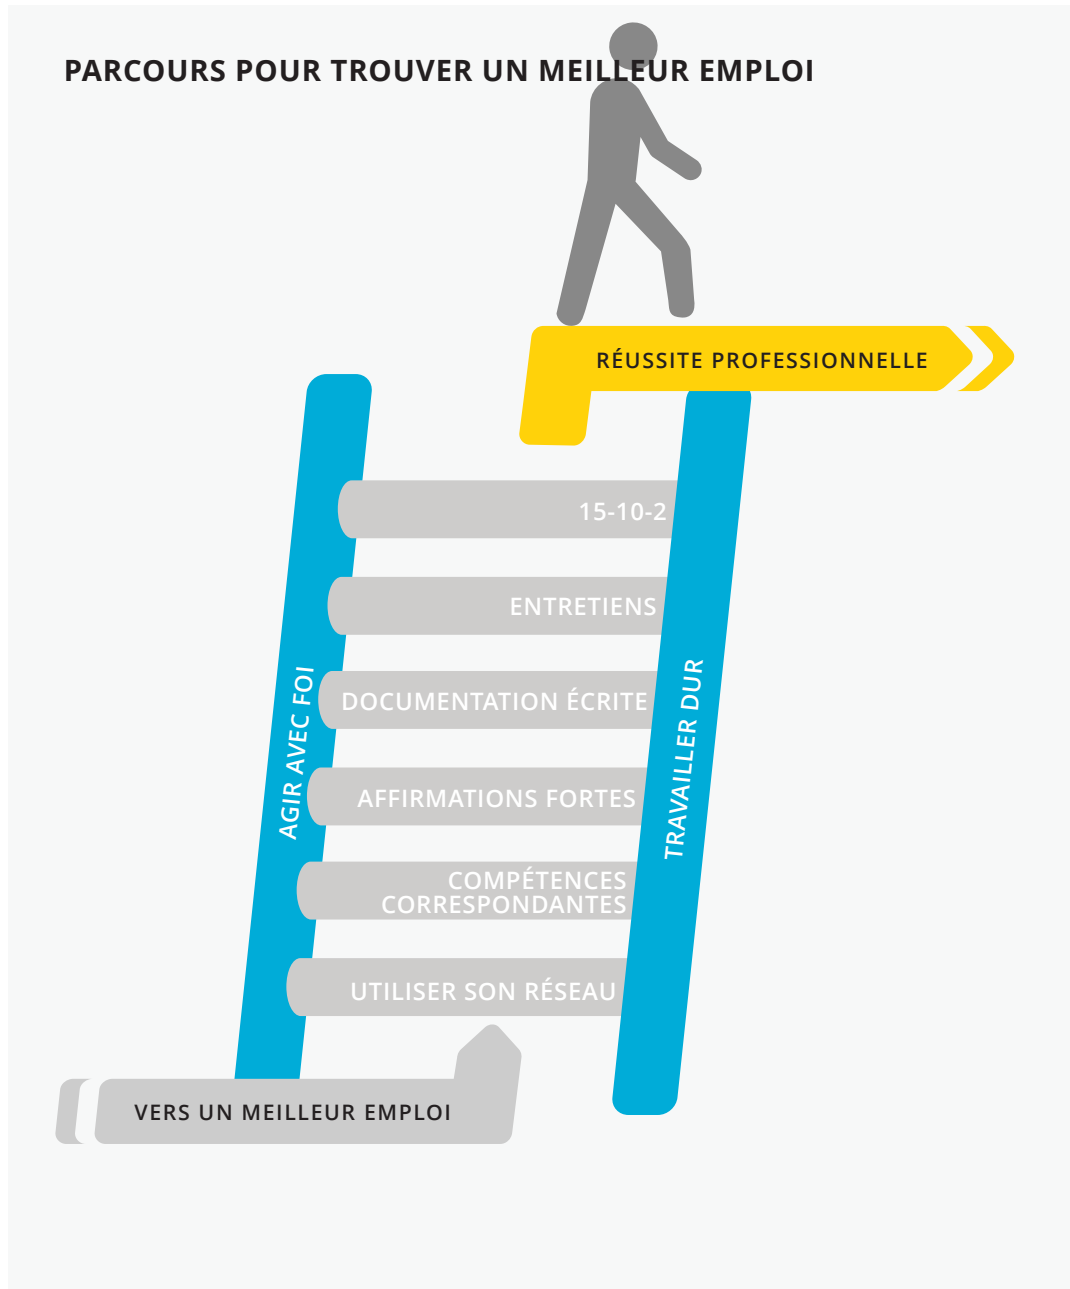 PARCOURS POUR TROUVER UN MEILLEUR EMPLOI
RÉUSSITE PROFESSIONNELLE
15-10-2
ENTRETIENS
DOCUMENTATION ÉCRITE
AFFIRMATIONS FORTES
COMPÉTENCES
CORRESPONDANTES
UTILISER SON RÉSEAU
AGIR AVEC FOI
TRAVAILLER DUR
VERS UN MEILLEUR EMPLOI